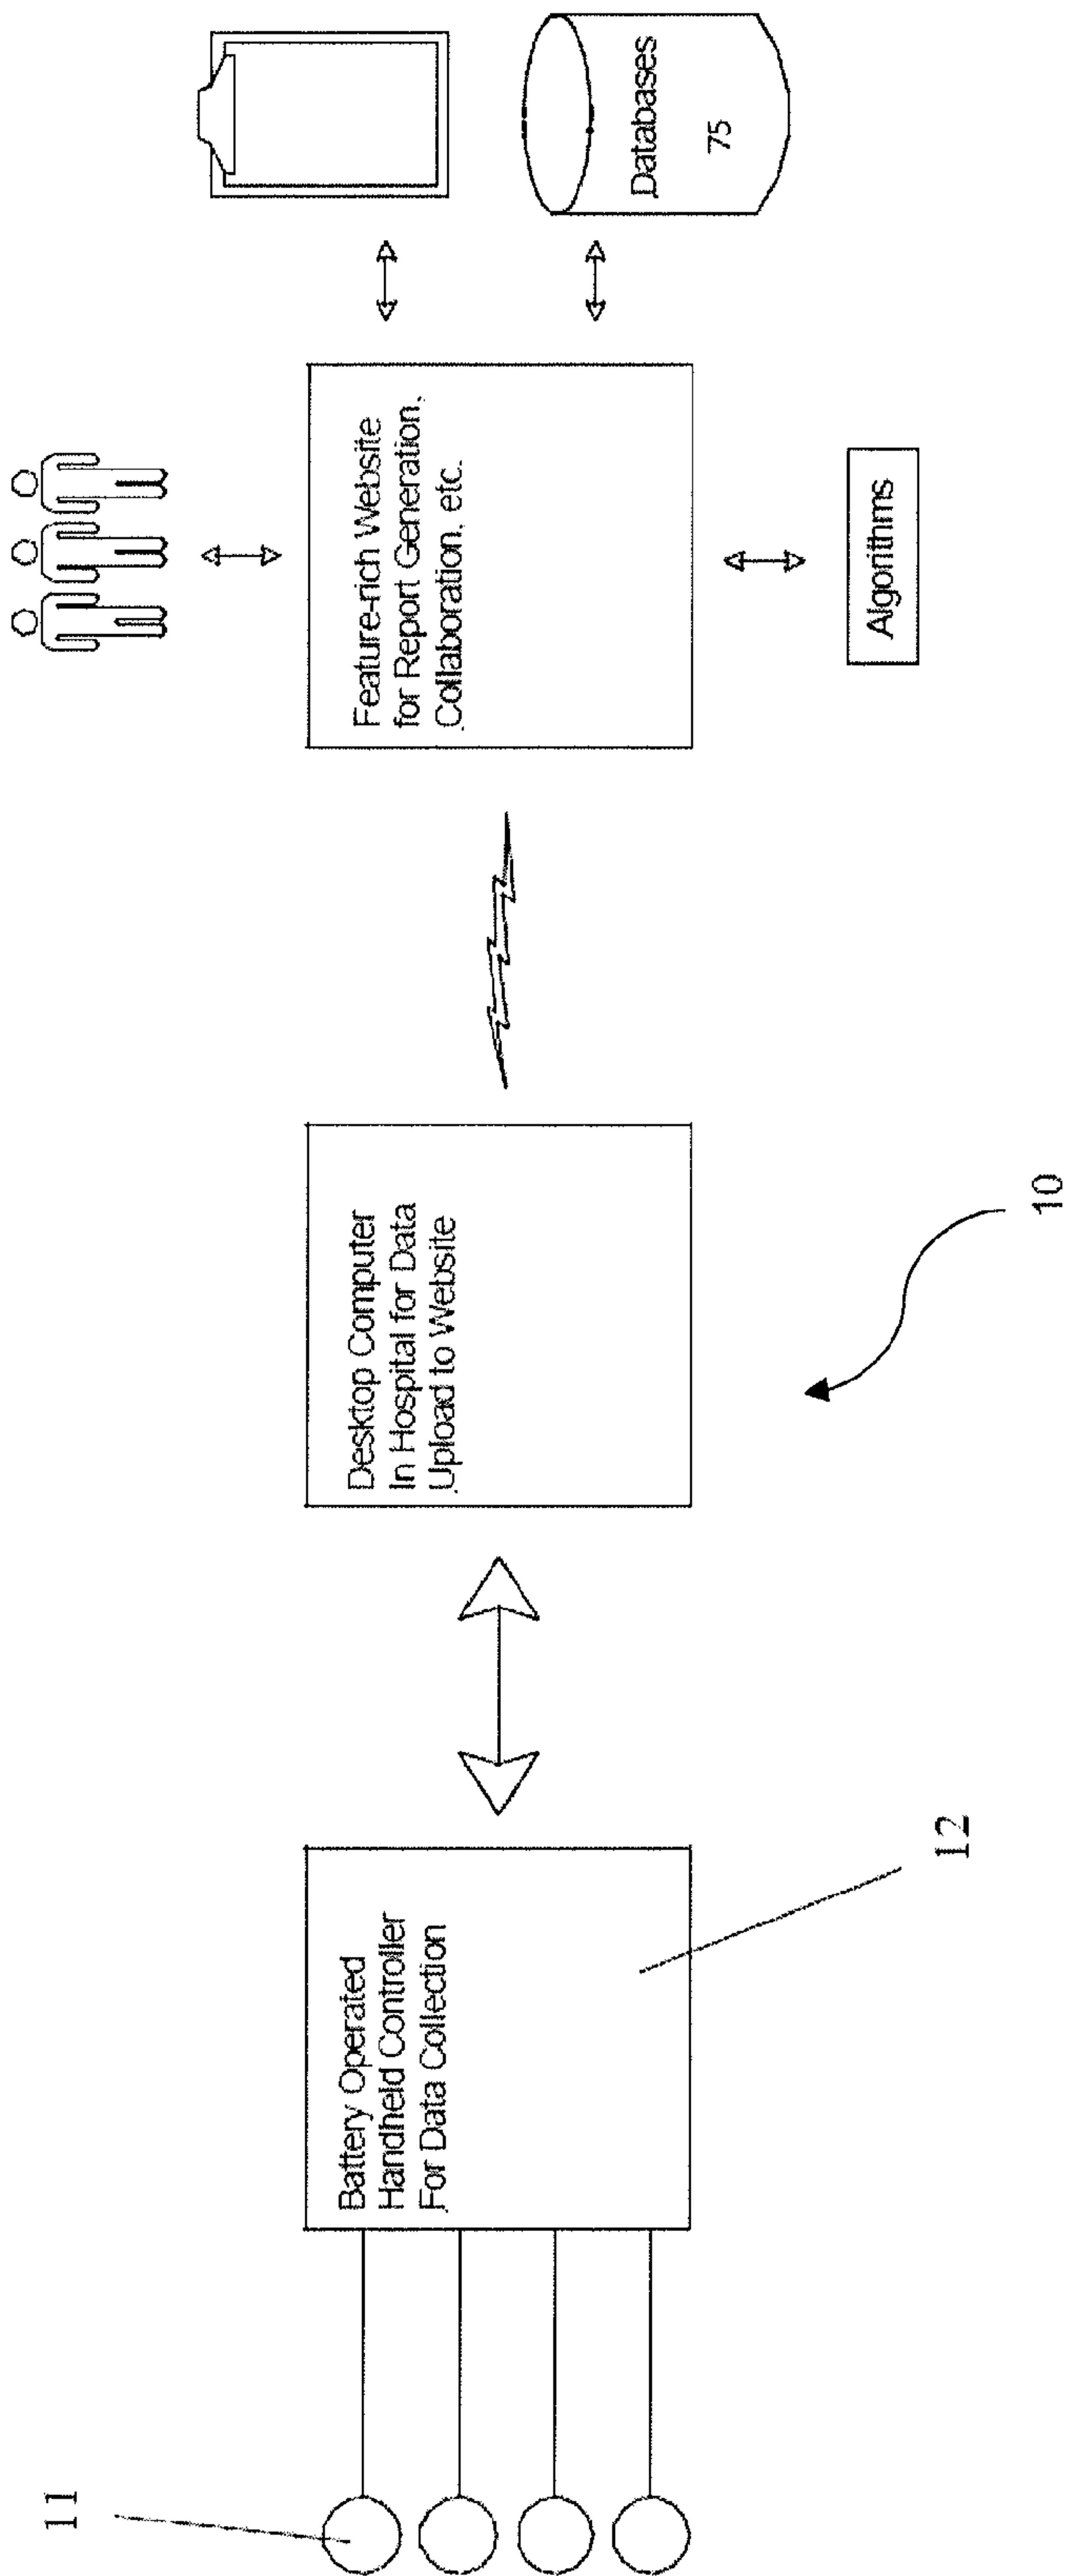 11
Battery Operated
Handheld Controller
For Data Collection
12
Desktop Computer
In Hospital for Data
Upload to Website
10
Feature-rich Website
for Report Generation,
Collaboration, etc.
Algorithms
Databases
75